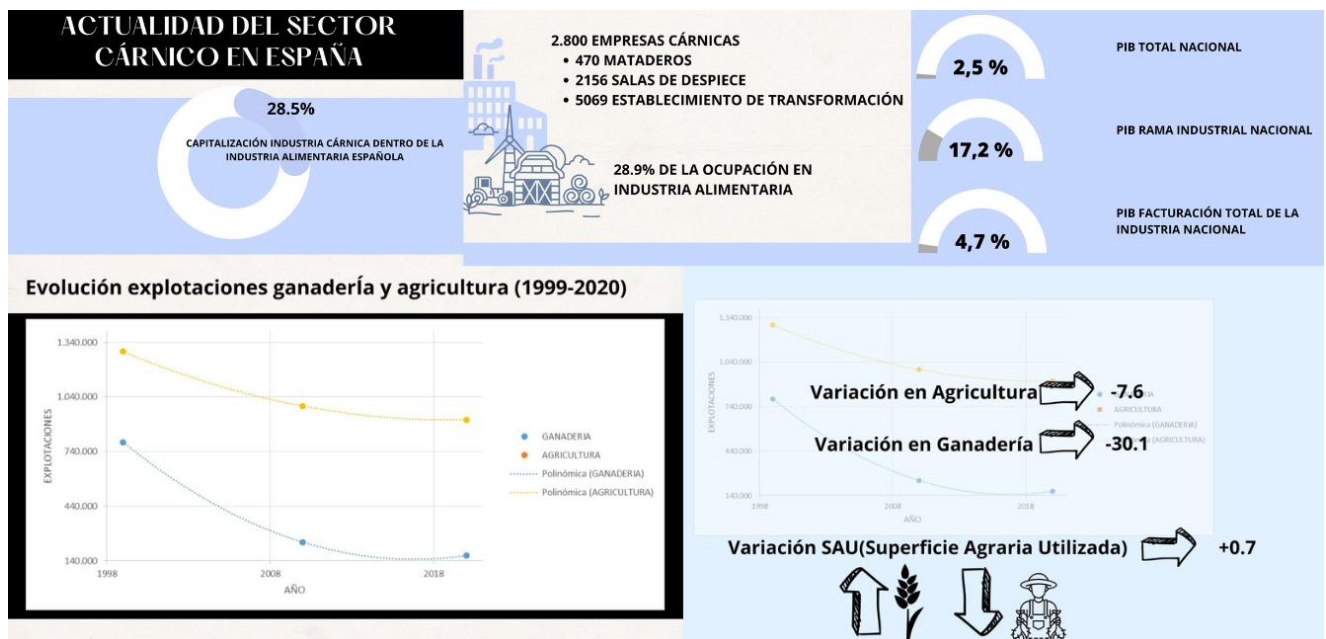 ACTUALIDAD DEL SECTOR
CÁRNICO EN ESPAÑA
28.5%
CAPITALIZACIÓN INDUSTRIA CÁRNICA DENTRO DE LA
INDUSTRIA ALIMENTARIA ESPAÑOLA
2.800 EMPRESAS CÁRNICAS
• 470 MATADEROS
• 2156 SALAS DE DESPIECE
• 5069 ESTABLECIMIENTO DE TRANSFORMACIÓN
28.9% DE LA OCUPACIÓN EN
INDUSTRIA ALIMENTARIA
2,5 %
PIB TOTAL NACIONAL
17,2 %
PIB RAMA INDUSTRIAL NACIONAL
4,7 %
PIB FACTURACIÓN TOTAL DE LA
INDUSTRIA NACIONAL
Evolución explotaciones ganaderÍa y agricultura (1999-2020)
1.340.000
1.040.000
740.000
440.000
140.000
EXPLOTACIONES
1998
2008
2018
AÑO
GANADERIA
AGRICULTURA
Polinómica (GANADERIA)
Polinómica (AGRICULTURA)
1.340.000
1.040.000
740.000
440.000
140.000
EXPLOTACIONES
1998
2008
2018
AÑO
AGRICULTURA
Polinómica (GANADERIA)
(AGRICULTURA)
Variación en Agricultura
-7.6
Variación en Ganadería
-30.1
Variación SAU(Superficie Agraria Utilizada)
+0.7